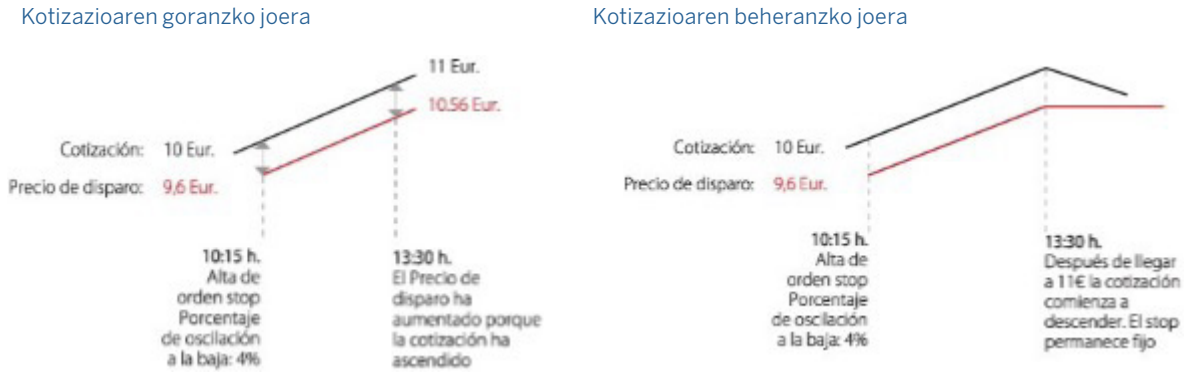 Kotizazioaren goranzko joera
11 Eur.
10.56 Eur.
Cotización: 10 Eur.
Precio de disparo: 9,6 Eur.
10:15 h.
Alta de
orden stop
Porcentaje
de oscilación
a la baja: 4%
13:30 h.
El Precio de
disparo ha
aumentado porque
la cotización ha
ascendido
Kotizazioaren beheranzko joera
Cotización: 10 Eur.
Precio de disparo: 9,6 Eur.
10:15 h.
Alta de
orden stop
Porcentaje
de oscilación
a la baja: 4%
13:30 h.
Después de llegar
a 11€ la cotización
comienza a
descender. El stop
permanece fijo